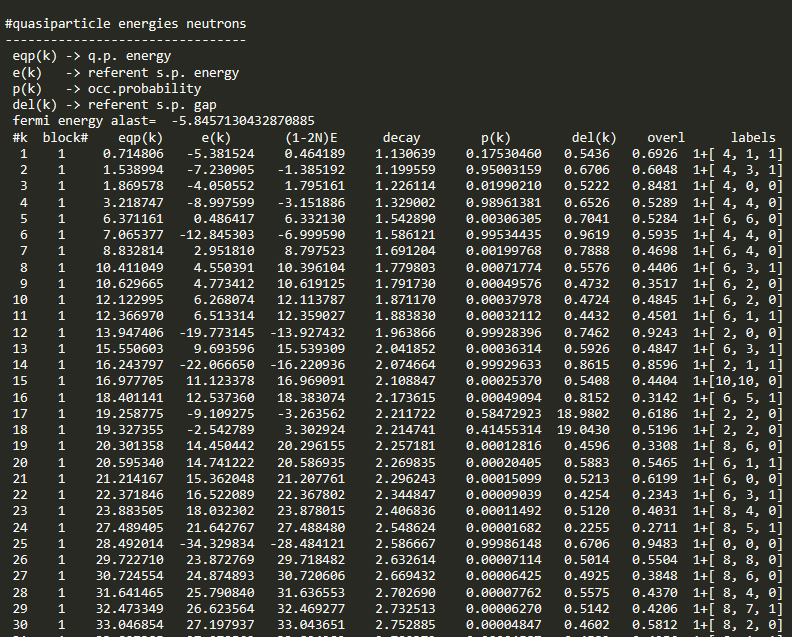 #quasiparticle energies neutrons
------------------------------
eqp(k) -> q.p. energy
e(k)   -> referent s.p. energy
p(k)   -> occ.probability
del(k) -> referent s.p. gap
fermi energy alast=  -5.8457130432870885
#k  block#    eqp(k)     e(k)       (1-2N)E      decay       p(k)        del(k)    overl      labels
1    1     0.714806   -5.381524    0.464189    1.130639    0.17530460   0.5436   0.6926  1+[ 4, 1, 1]
2    1     1.538994   -7.230905   -1.385192    1.199559    0.95003159   0.6706   0.6048  1+[ 4, 3, 1]
3    1     1.869578   -4.050552    1.795161    1.226114    0.01990210   0.5222   0.8481  1+[ 4, 0, 0]
4    1     3.218747   -8.997599   -3.151886    1.329002    0.98961381   0.6526   0.5289  1+[ 4, 4, 0]
5    1     6.371161    0.486417    6.332130    1.542890    0.00306305   0.7041   0.5284  1+[ 6, 6, 0]
6    1     7.065377  -12.845303   -6.999590    1.586121    0.99534435   0.9619   0.5935  1+[ 4, 4, 0]
7    1     8.832814    2.951810    8.797523    1.691204    0.00199768   0.7888   0.4698  1+[ 6, 4, 0]
8    1    10.411049    4.550391   10.396104    1.779803    0.00071774   0.5576   0.4406  1+[ 6, 3, 1]
9    1    10.629665    4.773412   10.619125    1.791730    0.00049576   0.4732   0.3517  1+[ 6, 2, 0]
10    1    12.122995    6.268074   12.113787    1.871170    0.00037978   0.4724   0.4845  1+[ 6, 2, 0]
11    1    12.366970    6.513314   12.359027    1.883830    0.00032112   0.4432   0.4501  1+[ 6, 1, 1]
12    1    13.947406  -19.773145  -13.927432    1.963866    0.99928396   0.7462   0.9243  1+[ 2, 0, 0]
13    1    15.550603    9.693596   15.539309    2.041852    0.00036314   0.5926   0.4847  1+[ 6, 3, 1]
14    1    16.243797  -22.066650  -16.220936    2.074664    0.99929633   0.8615   0.8596  1+[ 2, 1, 1]
15    1    16.977705   11.123378   16.969091    2.108847    0.00025370   0.5408   0.4404  1+[10,10, 0]
16    1    18.401141   12.537360   18.383074    2.173615    0.00049094   0.8152   0.3142  1+[ 6, 5, 1]
17    1    19.258775   -9.109275   -3.263562    2.211722    0.58472923  18.9802   0.6186  1+[ 2, 2, 0]
18    1    19.327355   -2.542789    3.302924    2.214741    0.41455314  19.0430   0.5196  1+[ 2, 2, 0]
19    1    20.301358   14.450442   20.296155    2.257181    0.00012816   0.4596   0.3308  1+[ 8, 6, 0]
20    1    20.595340   14.741222   20.586935    2.269835    0.00020405   0.5883   0.5465  1+[ 6, 1, 1]
21    1    21.214167   15.362048   21.207761    2.296243    0.00015099   0.5213   0.6199  1+[ 6, 0, 0]
22    1    22.371846   16.522089   22.367802    2.344847    0.00009039   0.4254   0.2343  1+[ 6, 3, 1]
23    1    23.883505   18.032302   23.878015    2.406836    0.00011492   0.5120   0.4031  1+[ 8, 4, 0]
24    1    27.489405   21.642767   27.488480    2.548624    0.00001682   0.2255   0.2711  1+[ 8, 5, 1]
25    1    28.492014  -34.329834  -28.484121    2.586667    0.99986148   0.6706   0.9483  1+[ 0, 0, 0]
26    1    29.722710   23.872769   29.718482    2.632614    0.00007114   0.5014   0.5504  1+[ 8, 8, 0]
27    1    30.724554   24.874893   30.720606    2.669432    0.00006425   0.4925   0.3848  1+[ 8, 6, 0]
28    1    31.641465   25.790840   31.636553    2.702690    0.00007762   0.5575   0.4370  1+[ 8, 4, 0]
29    1    32.473349   26.623564   32.469277    2.732513    0.00006270   0.5142   0.4206  1+[ 8, 7, 1]
30    1    33.046854   27.197937   33.043651    2.752885    0.00004847   0.4602   0.5812  1+[ 8, 2, 0]